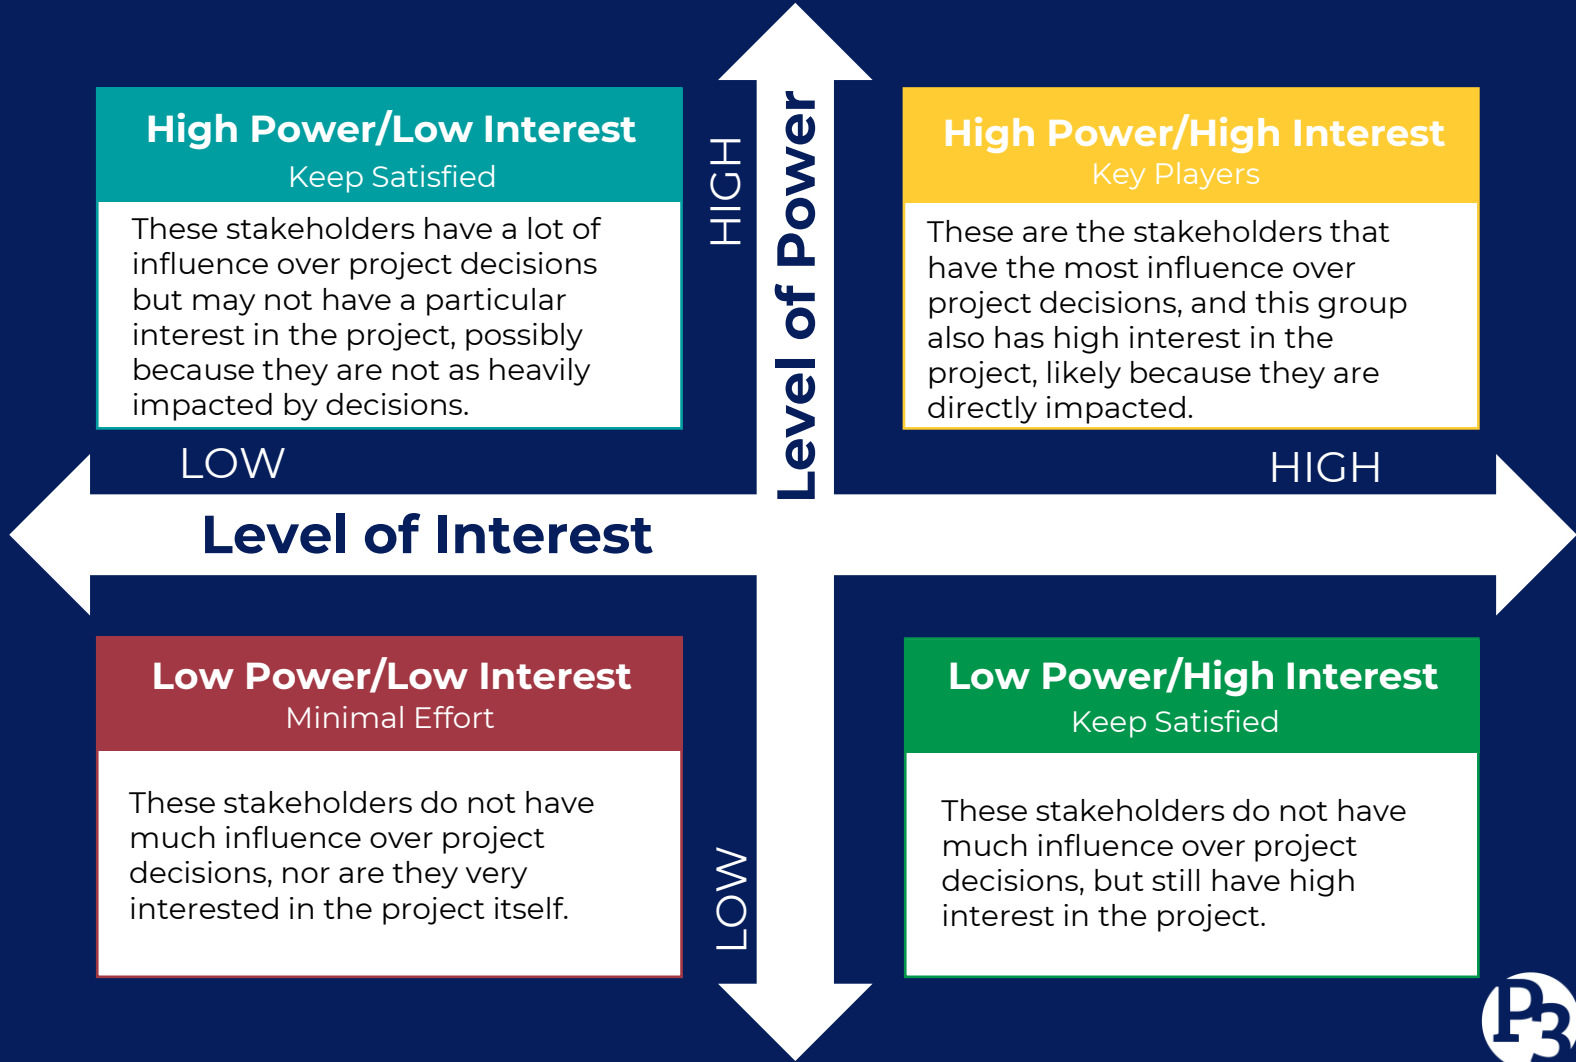 High Power/Low Interest
Keep Satisfied
These stakeholders have a lot of
influence over project decisions
but may not have a particular
interest in the project, possibly
because they are not as heavily
impacted by decisions.
HIGH
Level of Power
High Power/High Interest
Key Players
These are the stakeholders that
have the most influence over
project decisions, and this group
also has high interest in the
project, likely because they are
directly impacted.
LOW
HIGH
Level of Interest
Low Power/Low Interest
Minimal Effort
These stakeholders do not have
much influence over project
decisions, nor are they very
interested in the project itself.
LOW
Low Power/High Interest
Keep Satisfied
These stakeholders do not have
much influence over project
decisions, but still have high
interest in the project.
P3